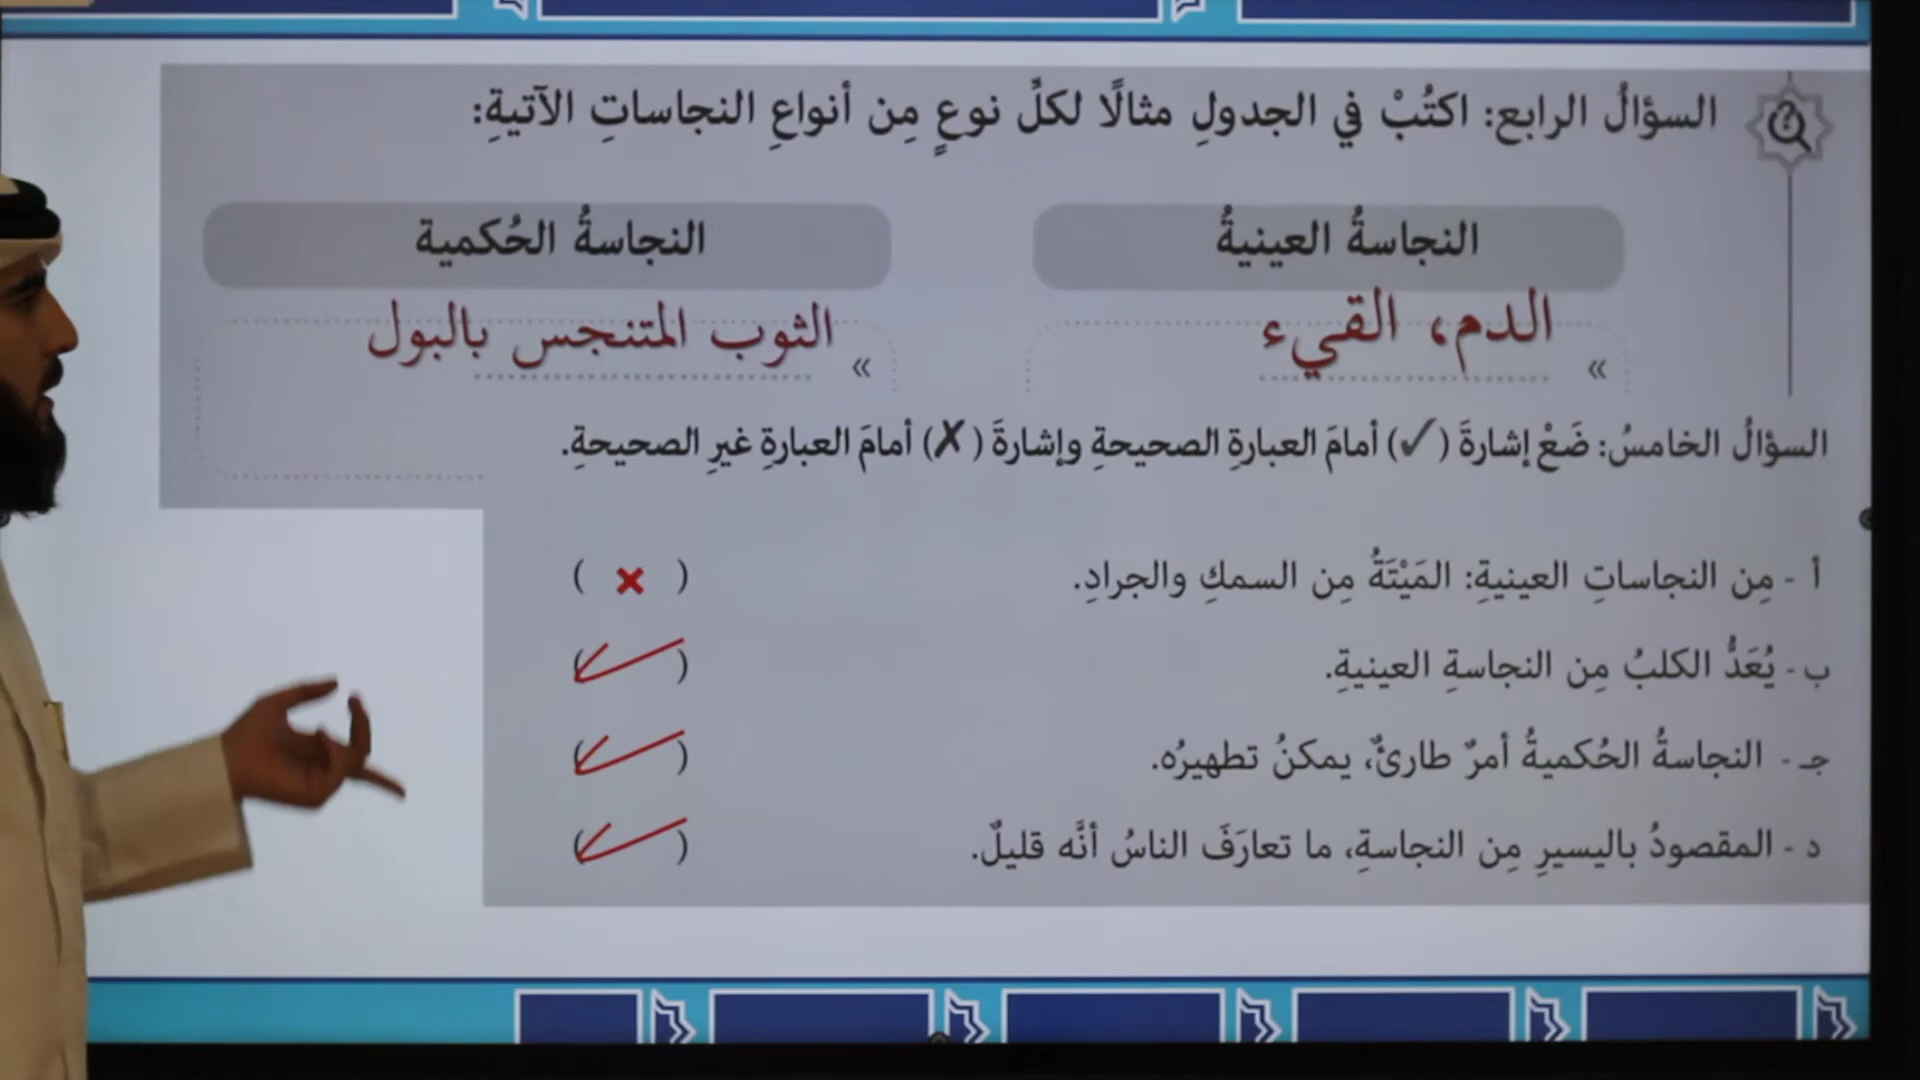 السؤالُ الرابع: اكتُبْ في الجدولِ مثالًا لكلِّ نوعٍ مِن أنواعِ النجاساتِ الآتيةِ:
النجاسةُ العينيةُ
النجاسةُ الحُكمية
» الدم، القيء
» الثوب المتنجس بالبول
السؤالُ الخامسُ: ضَعْ إشارةَ (✓) أمامَ العبارةِ الصحيحةِ وإشارةَ (✗) أمامَ العبارةِ غيرِ الصحيحةِ.
أ - مِن النجاساتِ العينيةِ: المَيْتَةُ مِن السمكِ والجرادِ. ( ✗ )
ب - يُعَدُّ الكلبُ مِن النجاسةِ العينيةِ. ( ✓ )
جـ - النجاسةُ الحُكميةُ أمرٌ طارئٌ، يمكنُ تطهيرُه. ( ✓ )
د - المقصودُ باليسيرِ مِن النجاسةِ، ما تعارَفَ الناسُ أنَّه قليلٌ. ( ✓ )